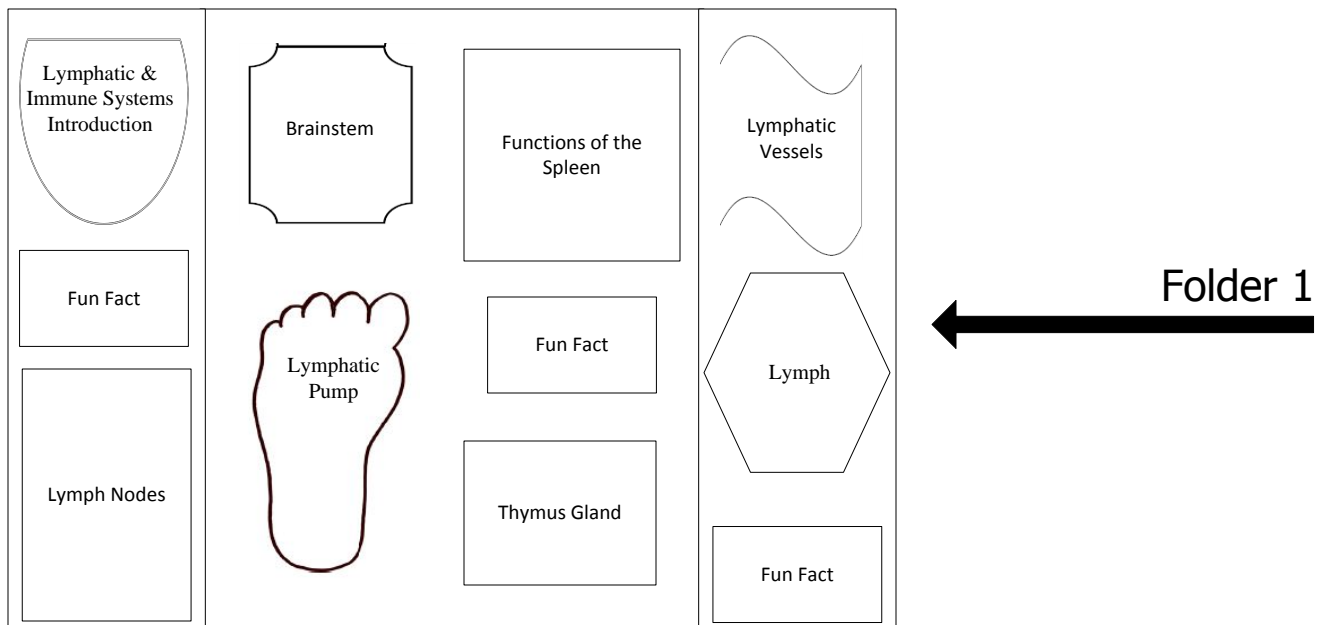 Lymphatic &
Immune Systems
Introduction
Fun Fact
Lymph Nodes
Brainstem
Lymphatic
Pump
Functions of the
Spleen
Fun Fact
Thymus Gland
Lymphatic
Vessels
Lymph
Fun Fact
Folder 1